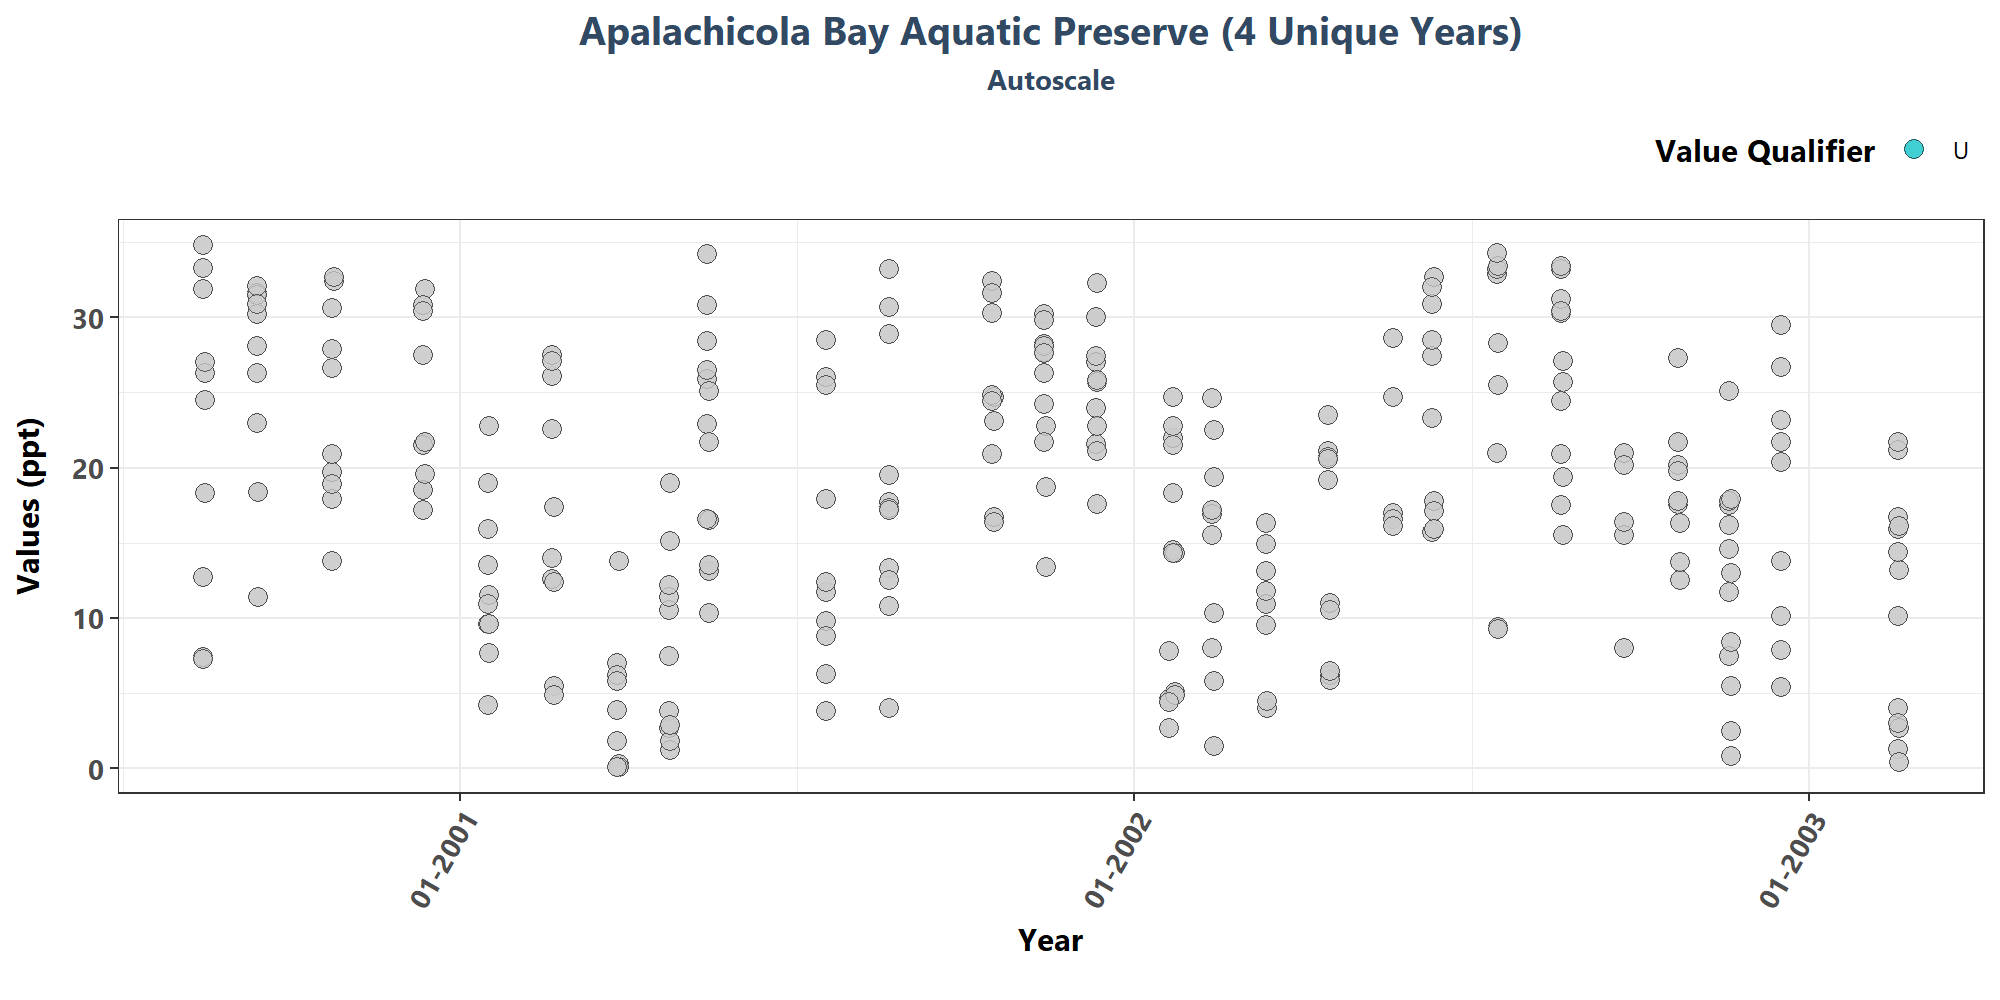 Apalachicola Bay Aquatic Preserve (4 Unique Years)
Autoscale
Value Qualifier U
Values (ppt)
30
20
10
0
01-2001
01-2002
01-2003
Year